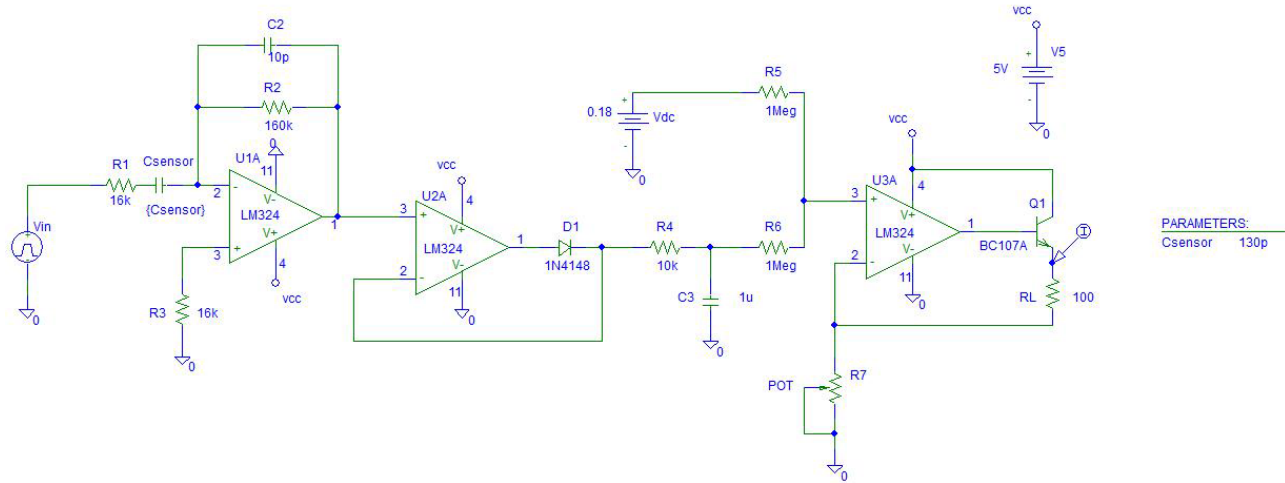 C2
10p
R2
160k
0
U1A
11
R1
16k
Csensor
{Csensor}
2
-
V-
LM324
V+
+
3
1
4
vcc
Vin
+
-
0
R3
16k
0
vcc
4
U2A
3
+
V+
LM324
1
2
-
V-
11
0
D1
1N4148
R4
10k
C3
1u
0
R6
1Meg
0.18
+
-
Vdc
0
R5
1Meg
vcc
4
U3A
3
+
V+
LM324
1
2
-
V-
11
0
Q1
BC107A
I
RL
100
POT
R7
0
vcc
V5
5V
+
-
0
PARAMETERS:
Csensor 130p